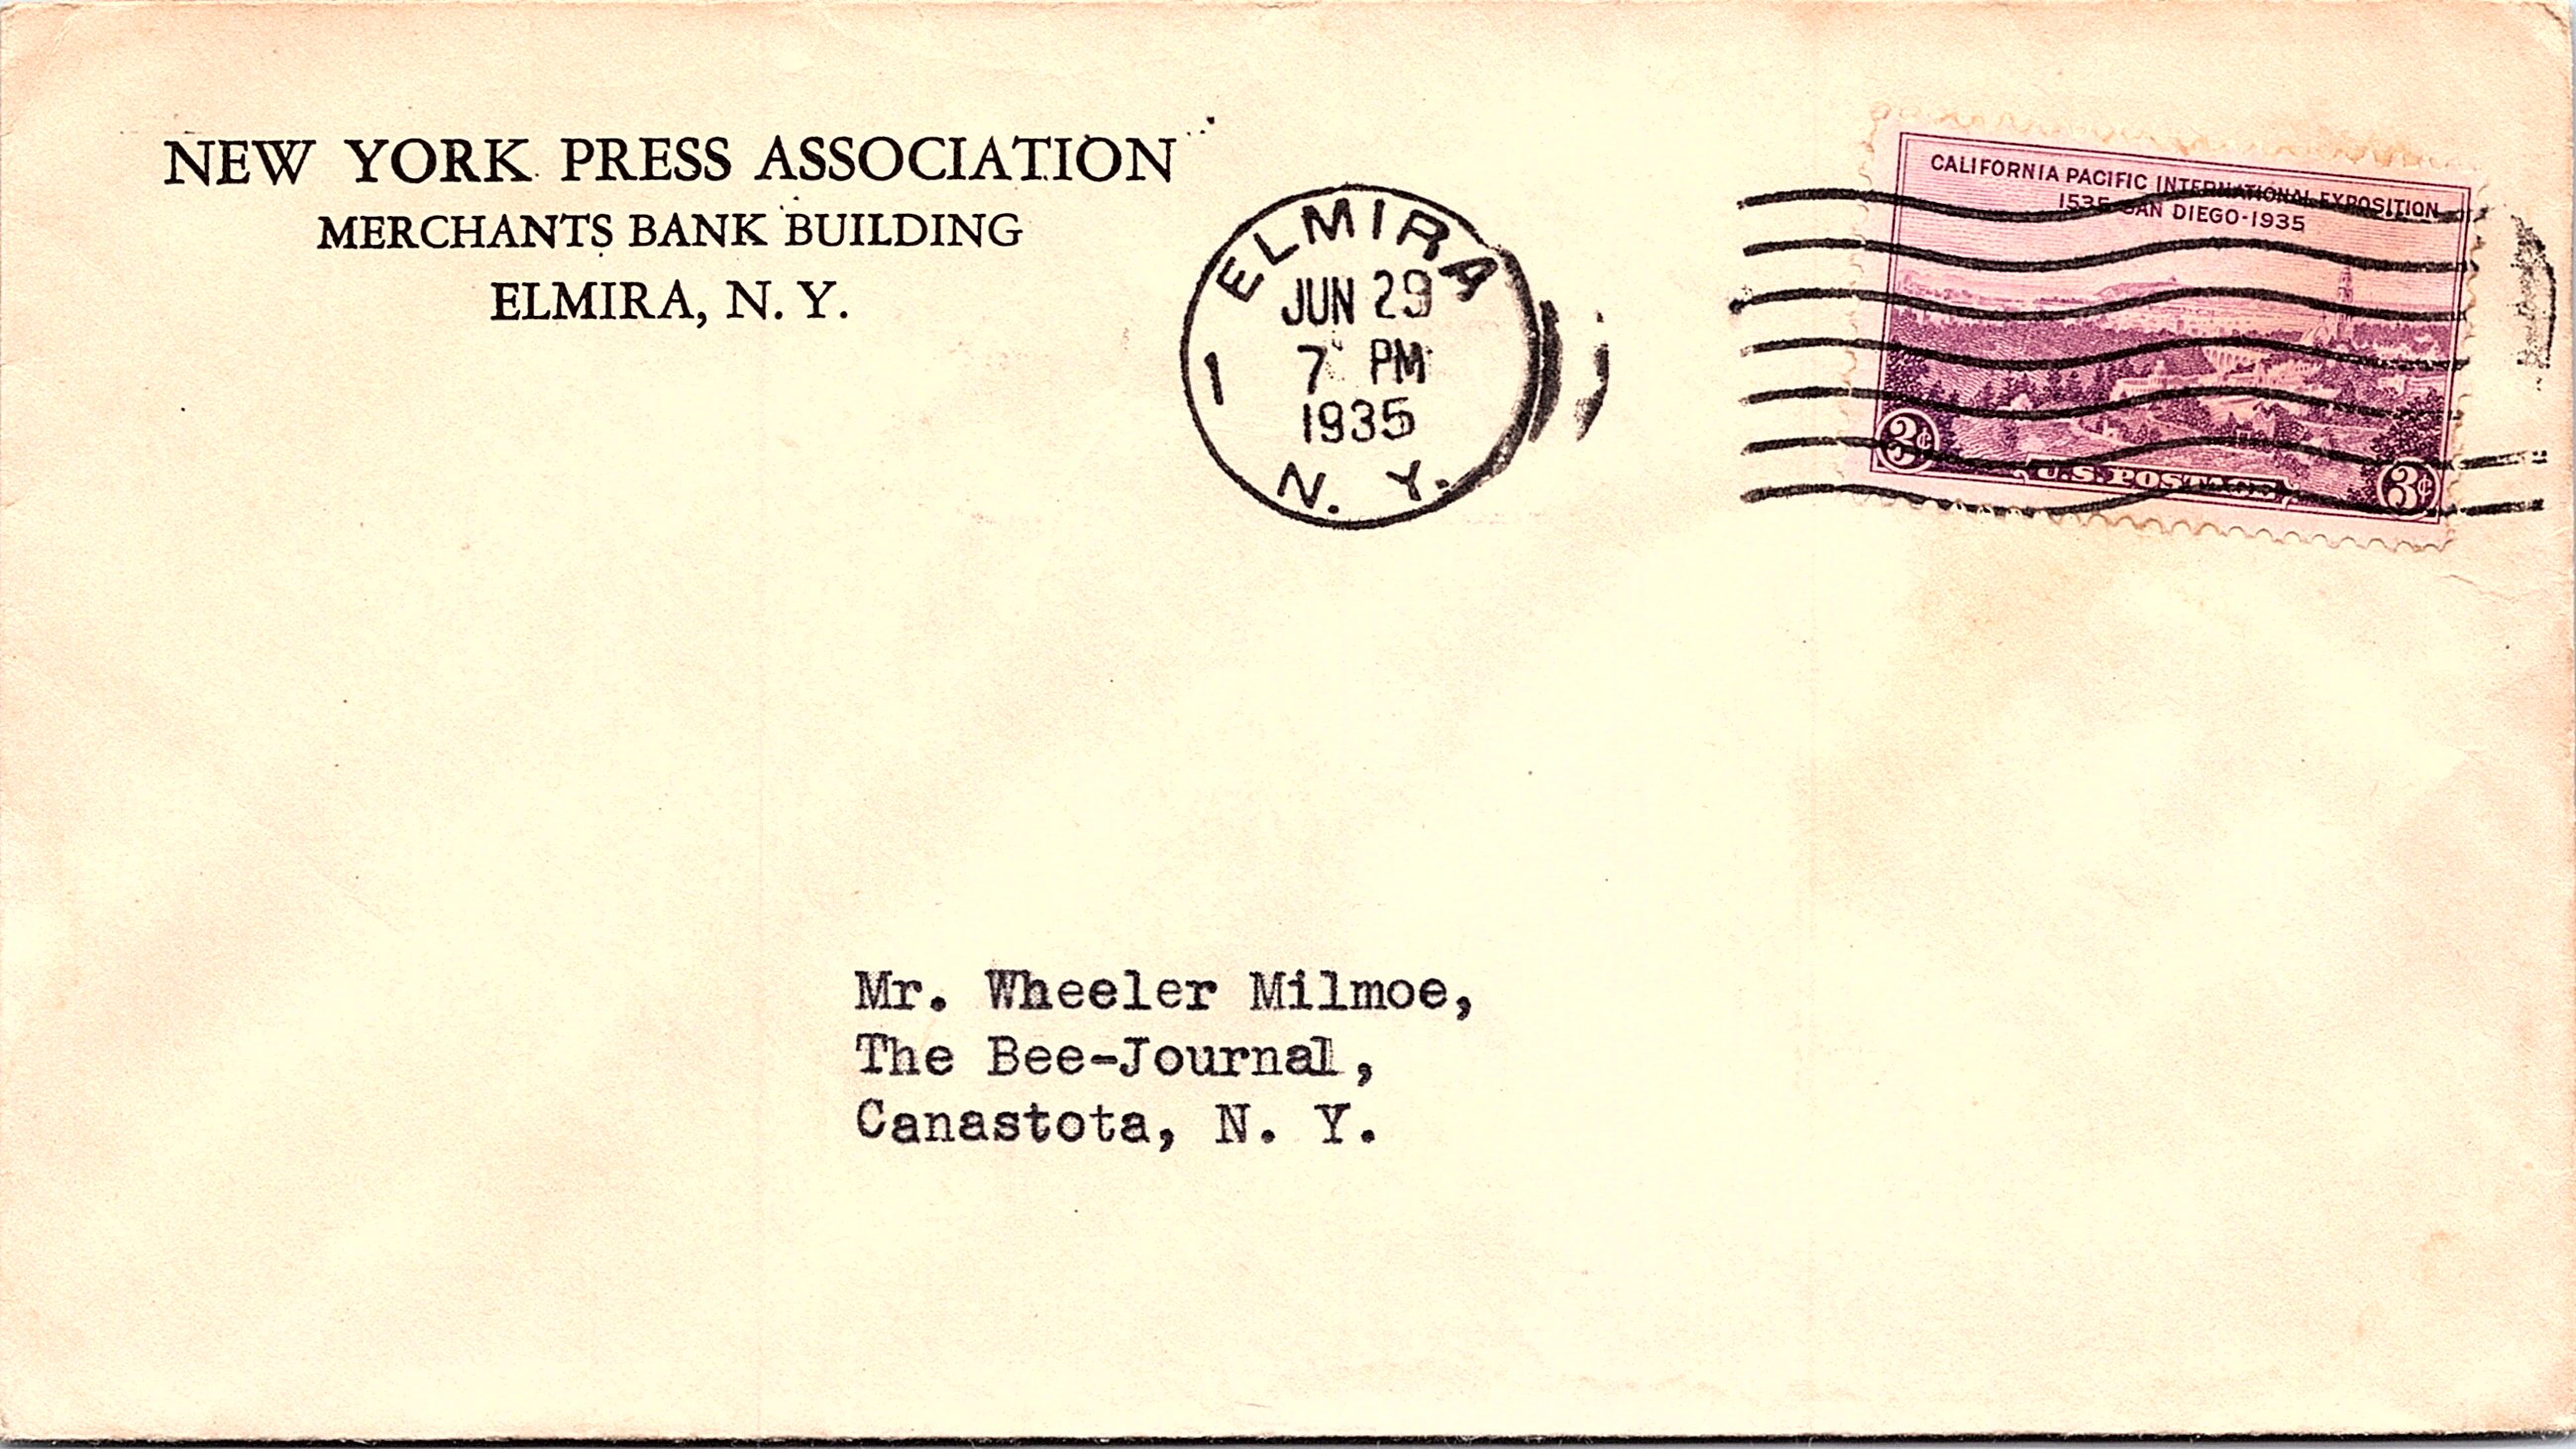 NEW YORK PRESS ASSOCIATION
MERCHANTS BANK BUILDING
ELMIRA, N. Y.
ELMIRA
JUN 29
1 7 PM
1935
N. Y.
CALIFORNIA PACIFIC INTERNATIONAL EXPOSITION
1535-SAN DIEGO-1935
3¢ U.S. POSTAGE 3¢
Mr. Wheeler Milmoe,
The Bee-Journal,
Canastota, N. Y.